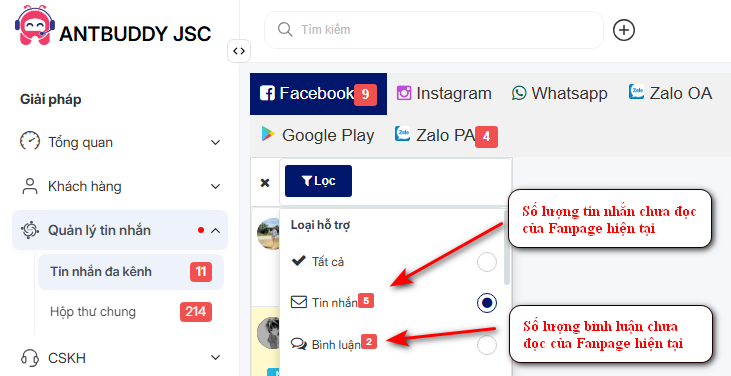 ANTBUDDY JSC
Tìm kiếm
Giải pháp
Tổng quan
Khách hàng
Quản lý tin nhắn
Tin nhắn đa kênh 11
Hộp thư chung 214
CSKH
Facebook 9 Instagram Whatsapp Zalo OA
Google Play Zalo PA 4
Lọc
Loại hỗ trợ
Tất cả
Tin nhắn 5
Bình luận 2
Số lượng tin nhắn chưa đọc
của Fanpage hiện tại
Số lượng bình luận chưa
đọc của Fanpage hiện tại